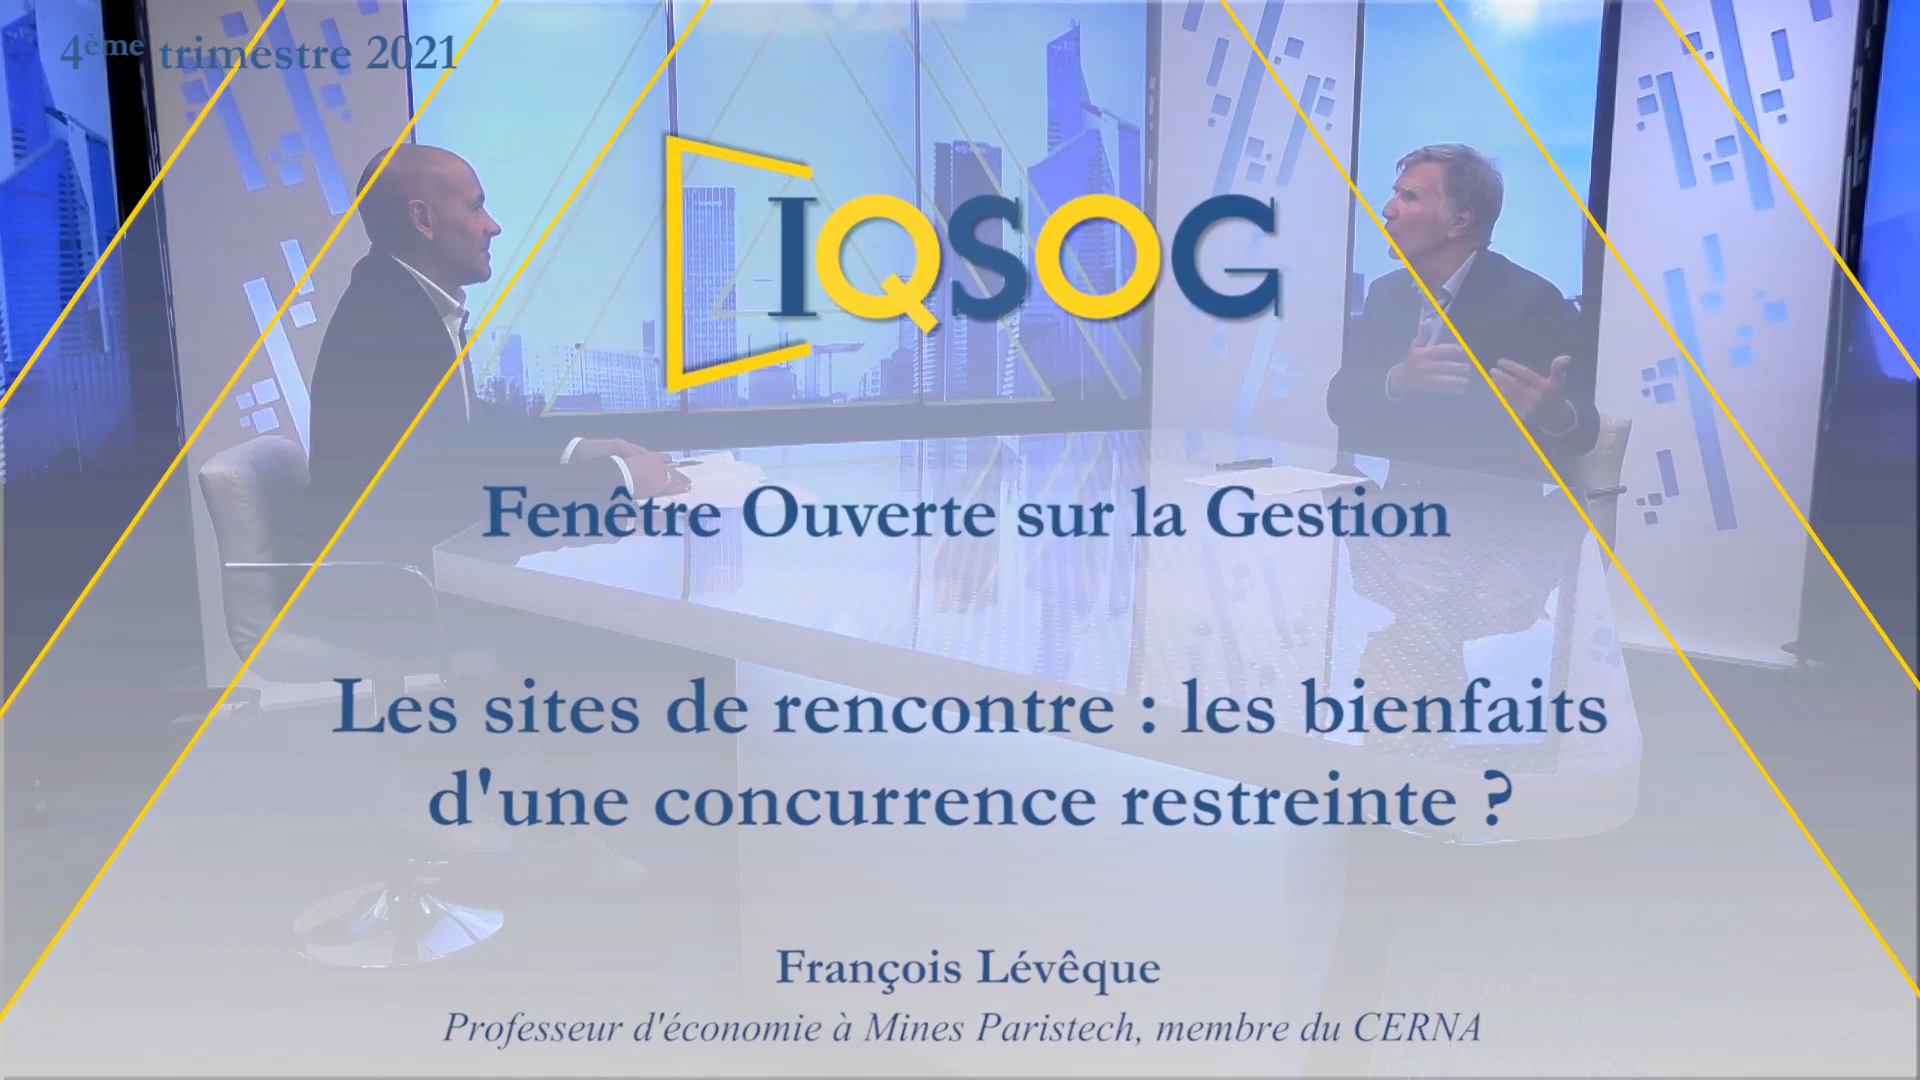 4ème trimestre 2021
IQSOG
Fenêtre Ouverte sur la Gestion
Les sites de rencontre : les bienfaits
d'une concurrence restreinte ?
François Lévêque
Professeur d'économie à Mines Paristech, membre du CERNA